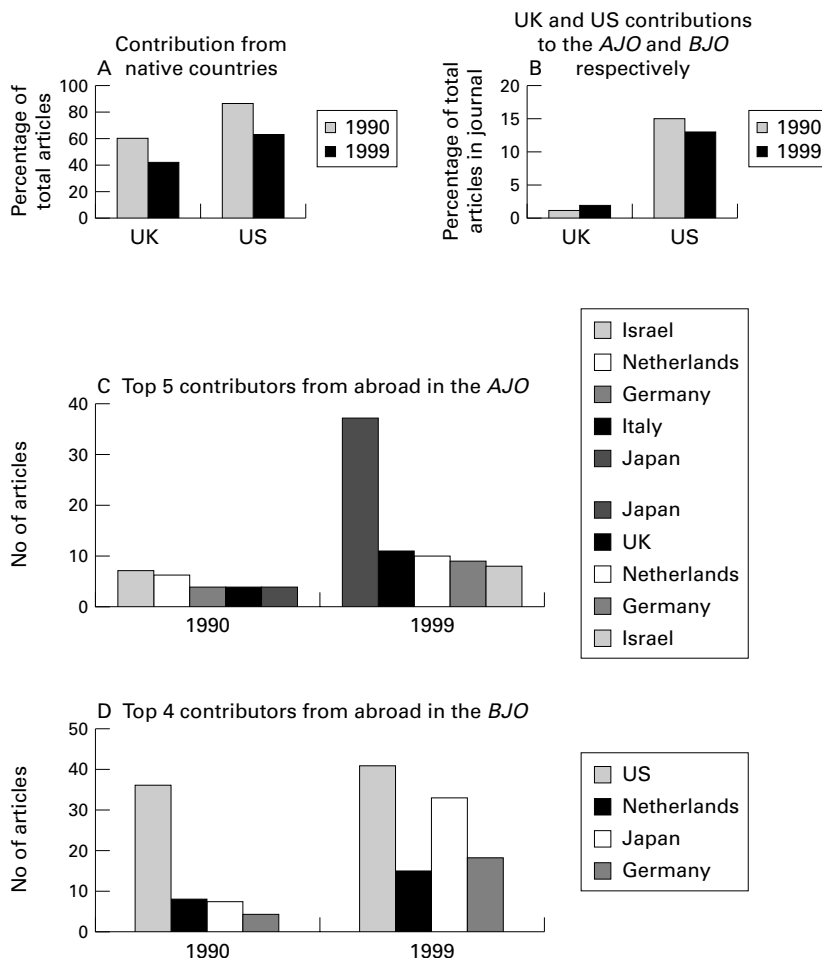 A
Contribution from
native countries
Percentage of
total articles
100
80
60
40
20
0
UK
US
1990
1999
UK and US contributions
to the AJO and BJO
B respectively
Percentage of total
articles in journal
20
15
10
5
0
UK
US
1990
1999
C Top 5 contributors from abroad in the AJO
No of articles
40
30
20
10
0
1990
1999
Israel
Netherlands
Germany
Italy
Japan
Japan
UK
Netherlands
Germany
Israel
D Top 4 contributors from abroad in the BJO
No of articles
50
40
30
20
10
0
1990
1999
US
Netherlands
Japan
Germany